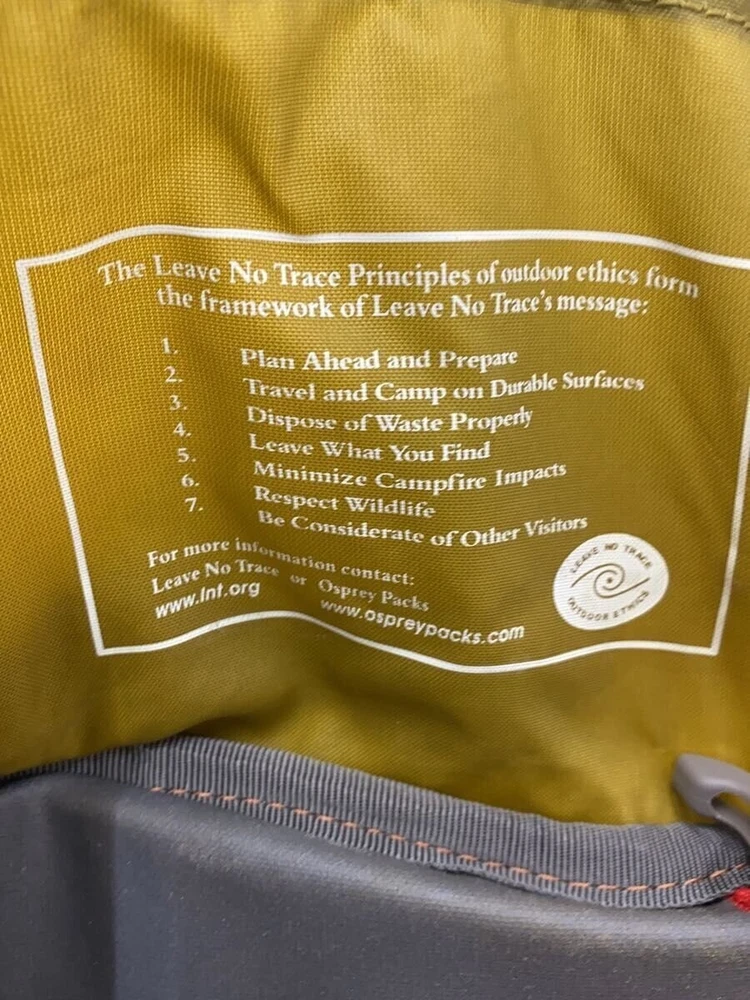 The Leave No Trace Principles of outdoor ethics form
the framework of Leave No Trace's message:
1. Plan Ahead and Prepare
2. Travel and Camp on Durable Surfaces
3. Dispose of Waste Properly
4. Leave What You Find
5. Minimize Campfire Impacts
6. Respect Wildlife
7. Be Considerate of Other Visitors
For more information contact:
Leave No Trace or Osprey Packs
www.lnt.org www.ospreypacks.com
LEAVE NO TRACE
OUTDOOR ETHICS